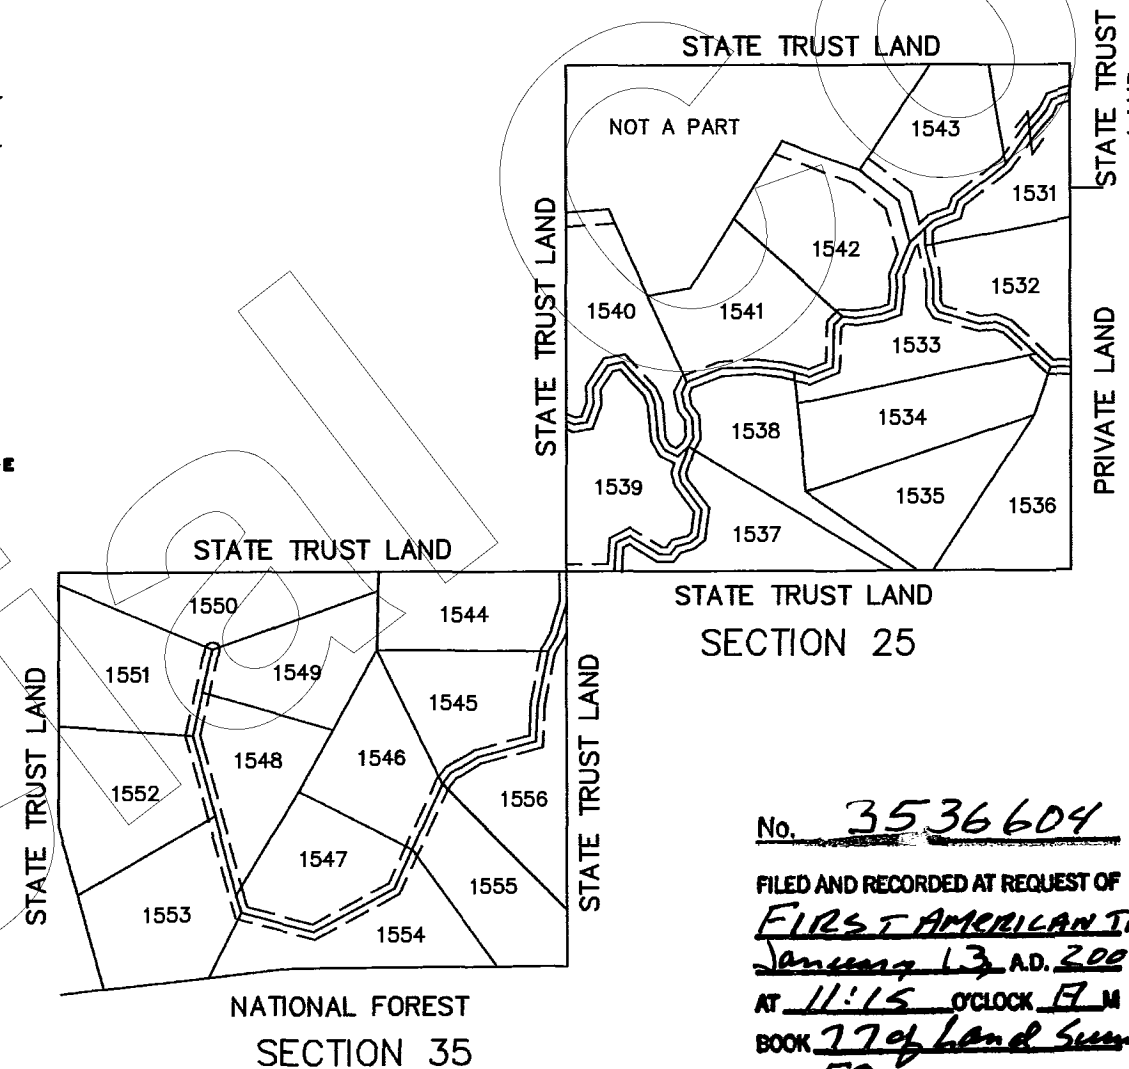 STATE TRUST LAND
STATE TRUST
NOT A PART
1543
1531
STATE TRUST LAND
1542
1532
1540
1541
1533
PRIVATE LAND
1534
1538
1539
1535
1536
1537
STATE TRUST LAND
SECTION 25
STATE TRUST LAND
1550
1544
1551
1549
STATE TRUST LAND
STATE TRUST LAND
1545
1548
1546
1552
1556
1547
1555
1553
1554
NATIONAL FOREST
SECTION 35
No. 3536604
FILED AND RECORDED AT REQUEST OF
FIRST AMERICAN
January 13, A.D. 200
AT 11:15 O'CLOCK A M
BOOK 77 of Land